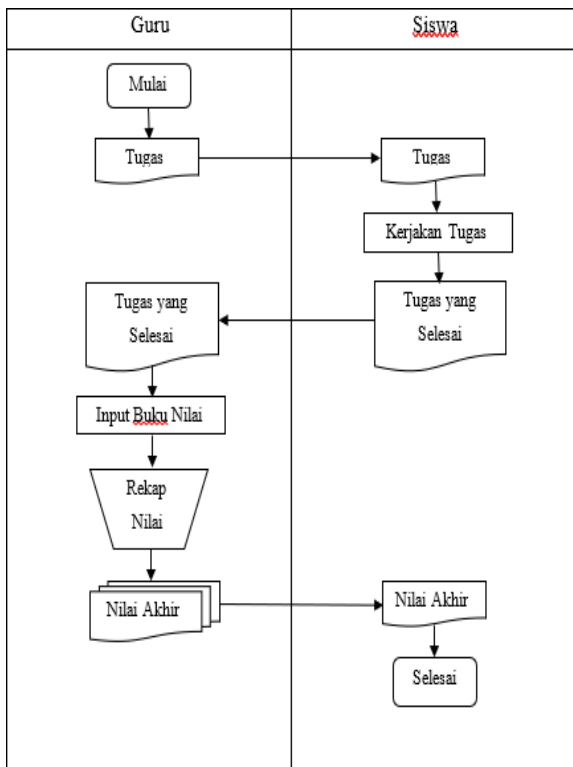 Guru
Siswa
Mulai
Tugas
Tugas
Kerjakan Tugas
Tugas yang
Selesai
Tugas yang
Selesai
Input Buku Nilai
Rekap
Nilai
Nilai Akhir
Nilai Akhir
Selesai